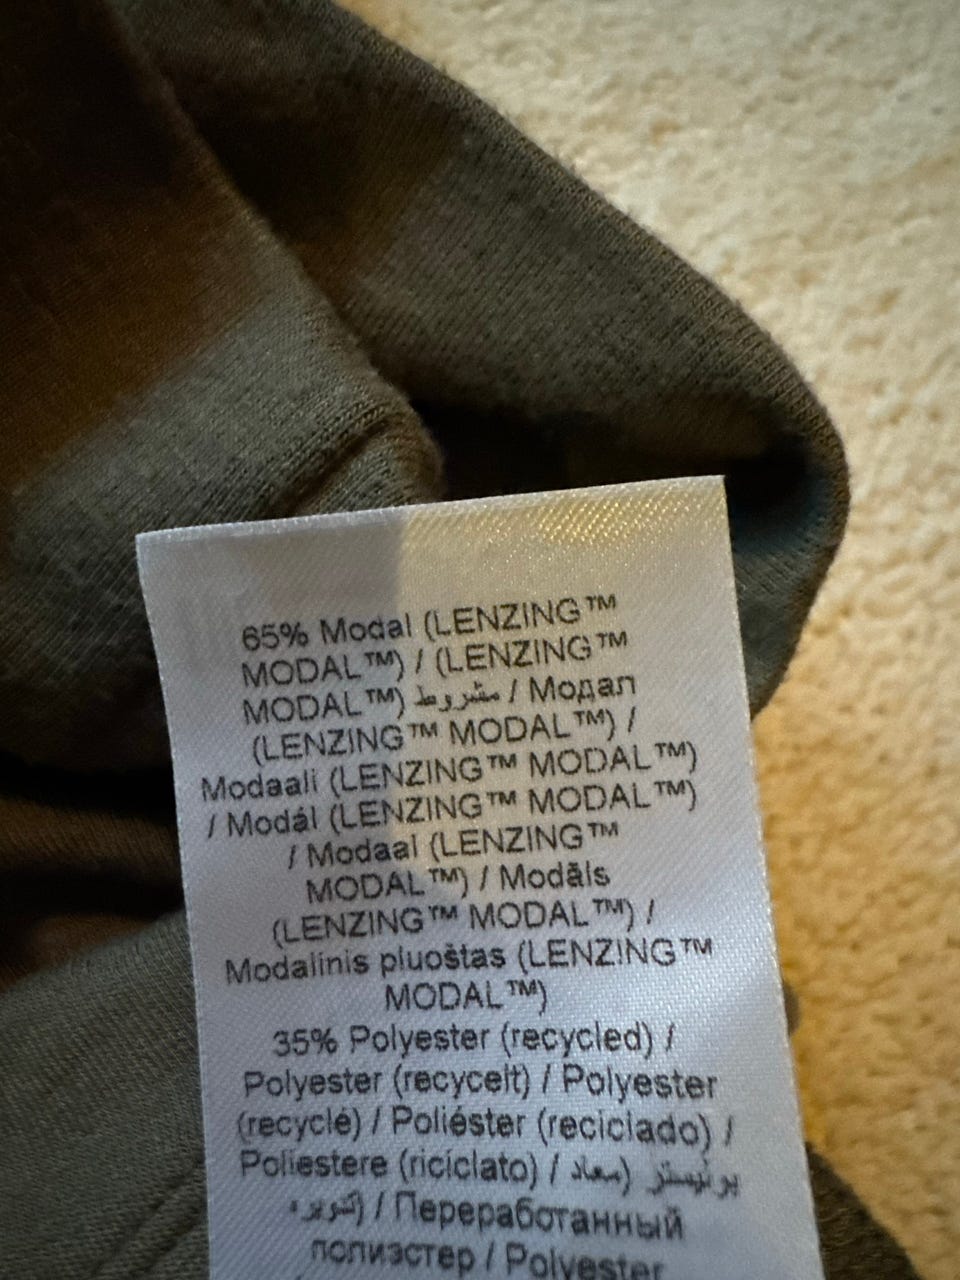 65% Modal (LENZING™
MODAL™) / (LENZING™
MODAL™) مشروط / Модал
(LENZING™ MODAL™) /
Modaali (LENZING™ MODAL™)
/ Modál (LENZING™ MODAL™)
/ Modaal (LENZING™
MODAL™) / Modāls
(LENZING™ MODAL™) /
Modalinis pluoštas (LENZING™
MODAL™)
35% Polyester (recycled) /
Polyester (recycelt) / Polyester
(recyclé) / Poliéster (reciclado) /
Poliestere (riciclato) / (معاد
/ Переработанный
полиэстер / Polyester